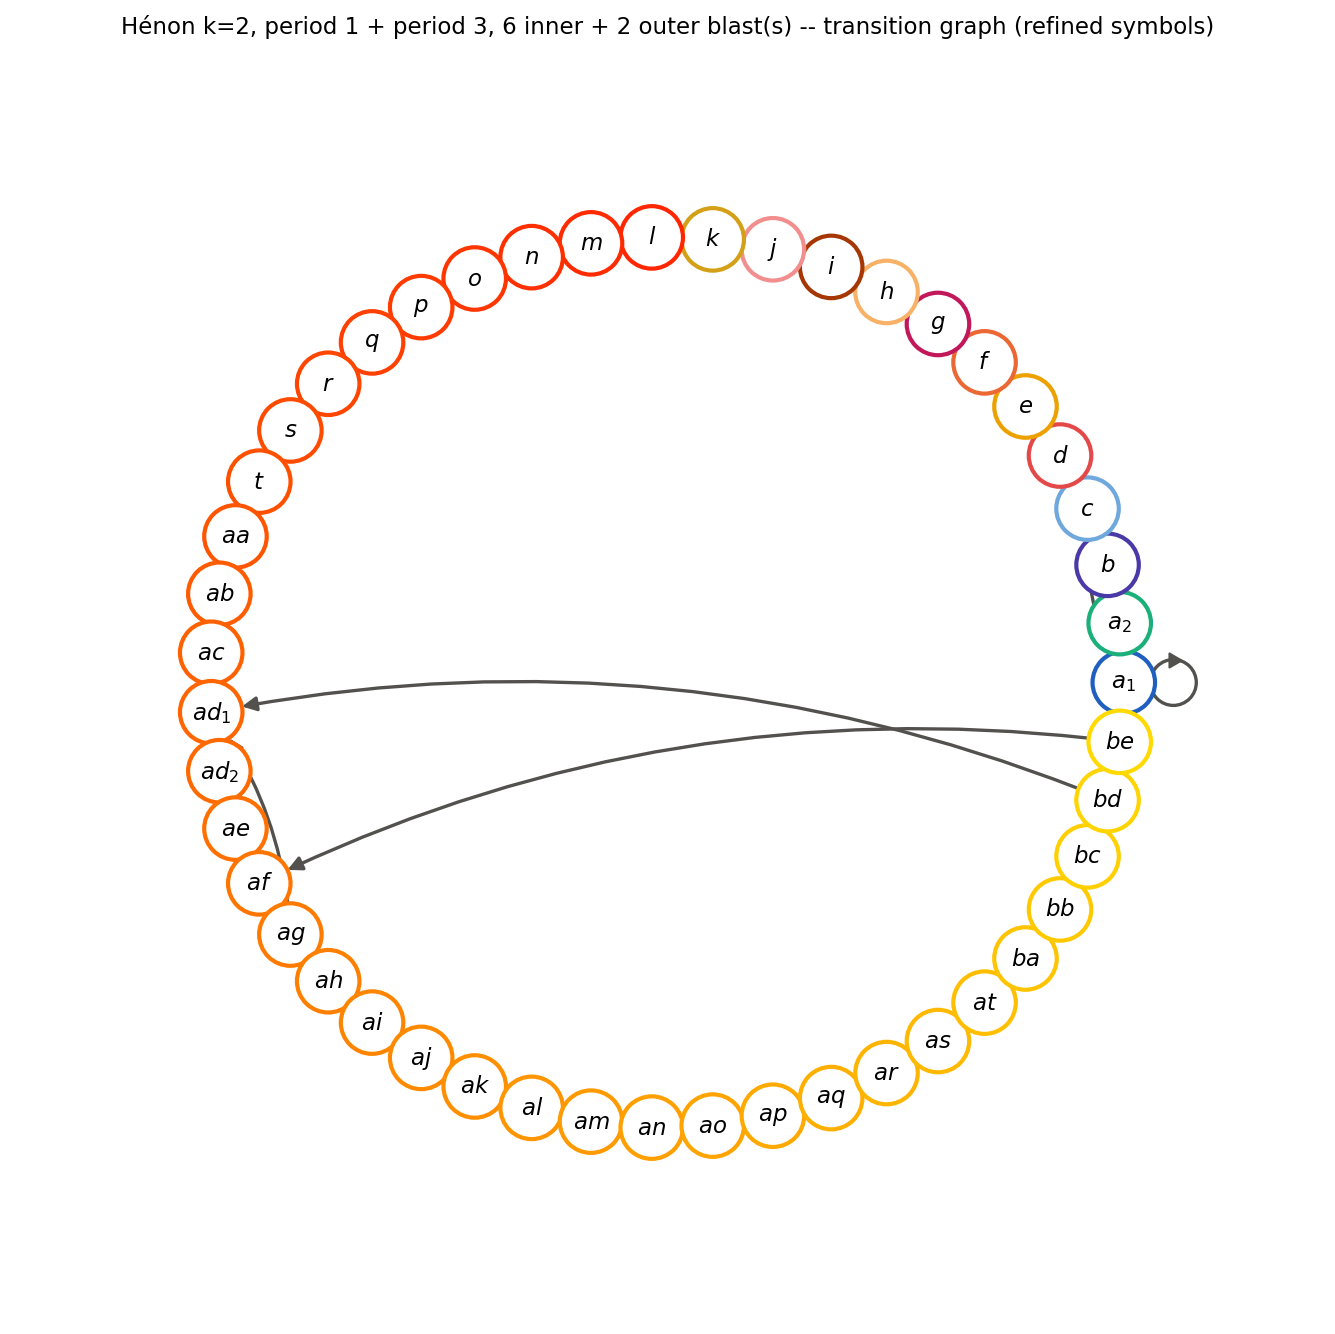 Hénon k=2, period 1 + period 3, 6 inner + 2 outer blast(s) -- transition graph (refined symbols)
l
k
m
j
n
i
o
h
p
g
q
f
r
e
s
d
t
c
aa
b
ab
a₂
ac
a₁
ad₁
be
ad₂
bd
ae
bc
af
bb
ag
ba
ah
at
ai
as
aj
ar
ak
aq
al
ap
am
ao
an